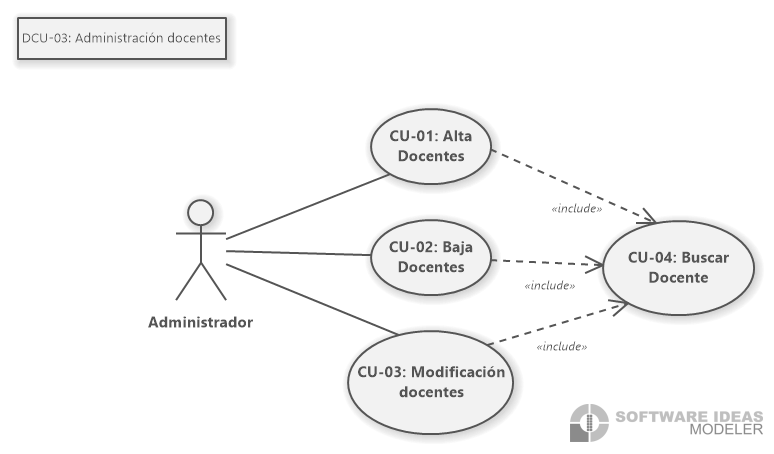 DCU-03: Administración docentes
CU-01: Alta
Docentes
«include»
CU-02: Baja
Docentes
CU-04: Buscar
Docente
«include»
Administrador
«include»
CU-03: Modificación
docentes
SOFTWARE IDEAS
MODELER